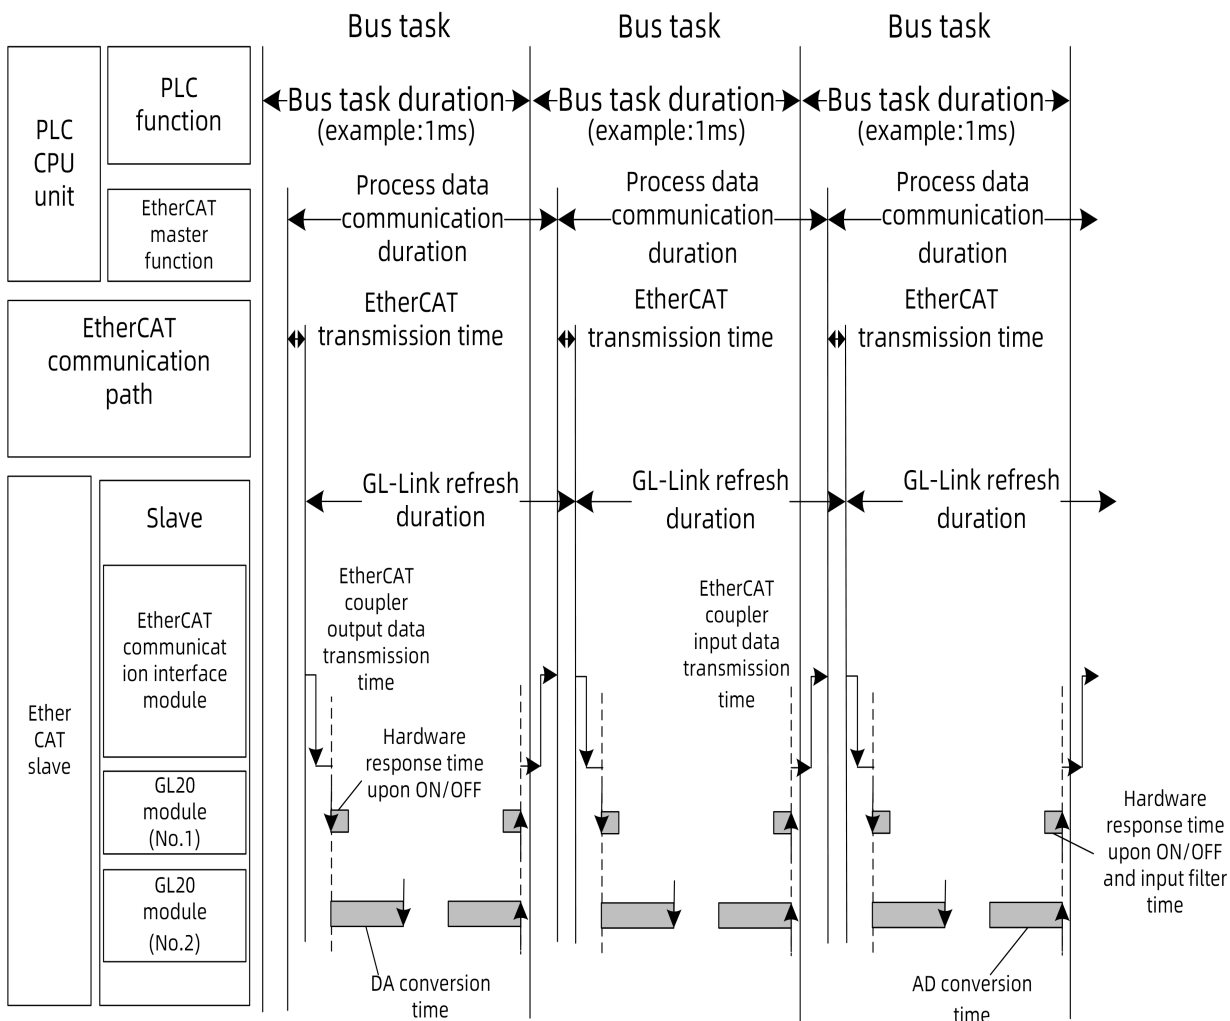 Bus task
Bus task
Bus task
PLC
CPU
unit
PLC
function
Bus task duration
(example:1ms)
Bus task duration
(example:1ms)
Bus task duration
(example:1ms)
EtherCAT
master
function
Process data
communication
duration
Process data
communication
duration
Process data
communication
duration
EtherCAT
communication
path
EtherCAT
transmission time
EtherCAT
transmission time
EtherCAT
transmission time
Ether
CAT
slave
Slave
GL-Link refresh
duration
GL-Link refresh
duration
GL-Link refresh
duration
EtherCAT
communicat
ion interface
module
EtherCAT
coupler
output data
transmission
time
EtherCAT
coupler
input data
transmission
time
Hardware
response time
upon ON/OFF
GL20
module
(No.1)
Hardware
response time
upon ON/OFF
and input filter
time
GL20
module
(No.2)
DA conversion
time
AD conversion
time